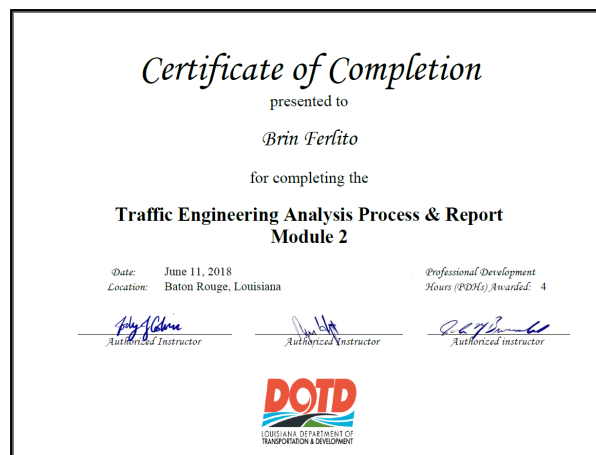 Certificate of Completion
presented to
Brin Ferlito
for completing the
Traffic Engineering Analysis Process & Report
Module 2
Date: June 11, 2018
Location: Baton Rouge, Louisiana
Professional Development
Hours (PDHs) Awarded: 4
Authorized Instructor
Authorized Instructor
Authorized instructor
DOTD
LOUISIANA DEPARTMENT OF
TRANSPORTATION & DEVELOPMENT